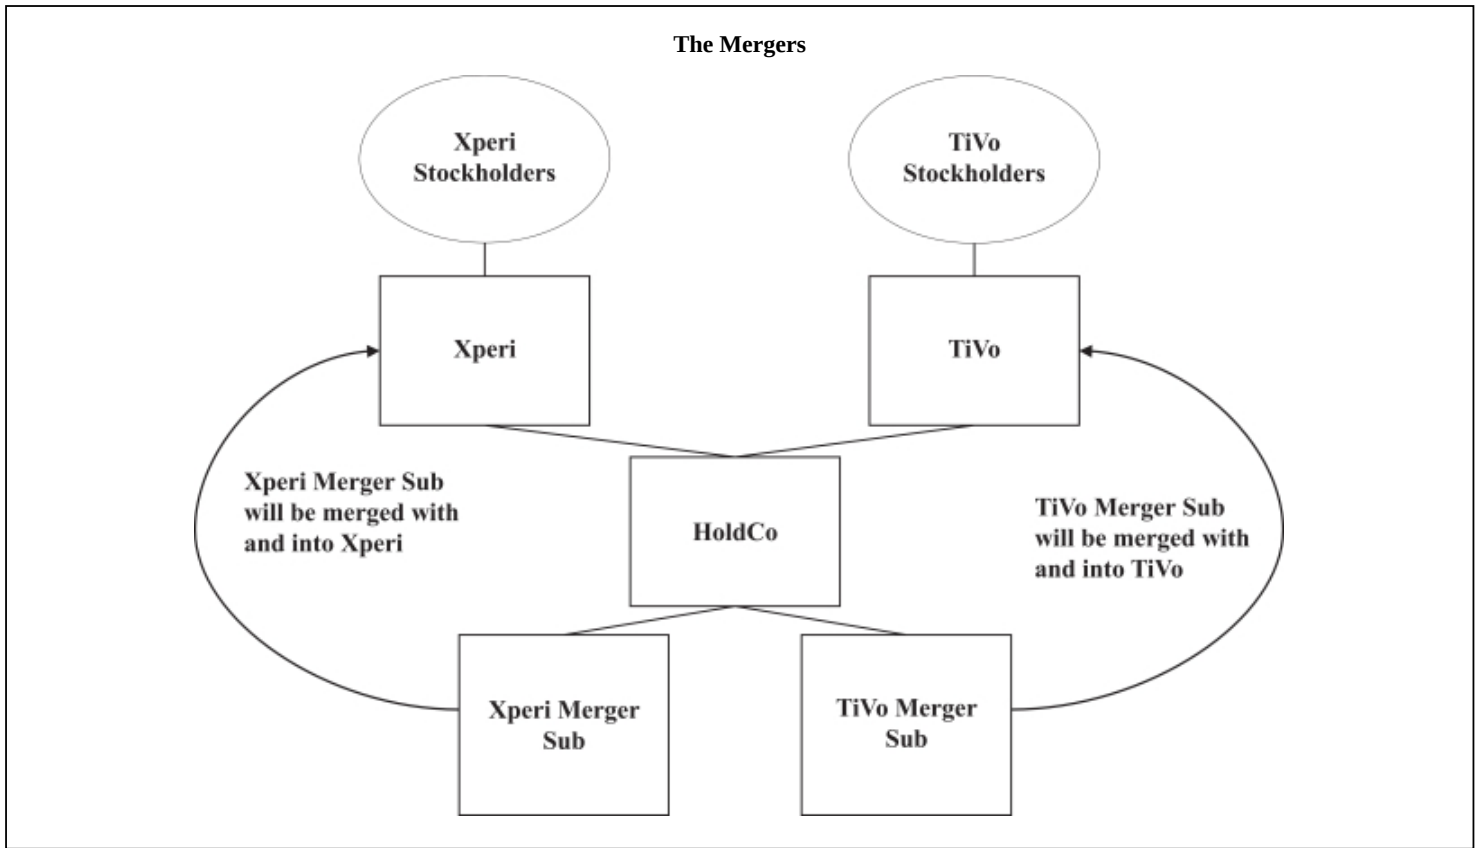 The Mergers
Xperi
Stockholders
TiVo
Stockholders
Xperi
TiVo
Xperi Merger Sub
will be merged with
and into Xperi
HoldCo
TiVo Merger Sub
will be merged with
and into TiVo
Xperi Merger
Sub
TiVo Merger
Sub